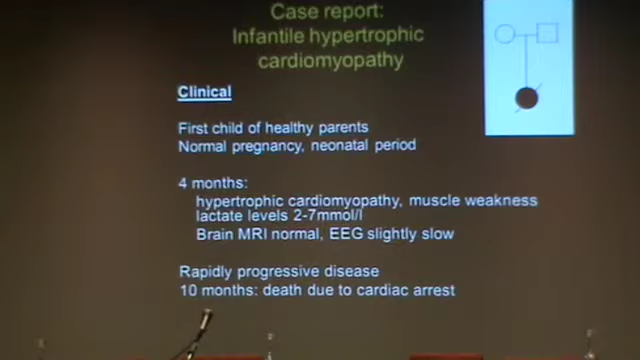 Case report:
Infantile hypertrophic
cardiomyopathy
Clinical
First child of healthy parents
Normal pregnancy, neonatal period
4 months:
hypertrophic cardiomyopathy, muscle weakness
lactate levels 2-7mmol/l
Brain MRI normal, EEG slightly slow
Rapidly progressive disease
10 months: death due to cardiac arrest